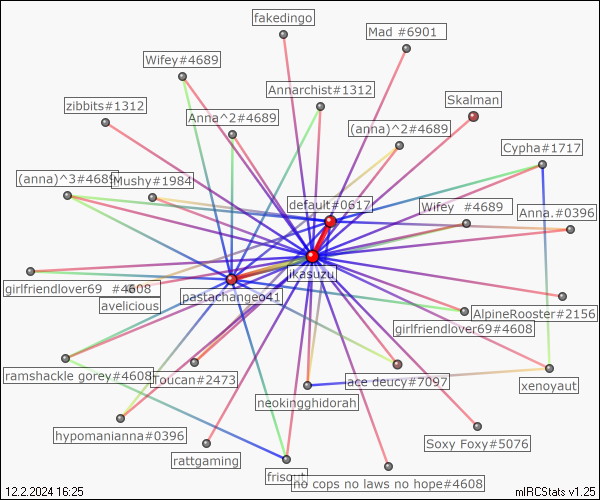 fakedingo
Mad #6901
Wifey#4689
Annarchist#1312
Skalman
zibbits#1312
Anna^2#4689
(anna)^2#4689
Cypha#1717
(anna)^3#4689
Mushy#1984
default#0617
Wifey #4689
Anna.#0396
ikasuzu
girlfriendlover69 #4608
pastachangeo41
avelicious
AlpineRooster#2156
girlfriendlover69#4608
ramshackle gorey#4608
Toucan#2473
ace deucy#7097
xenoyaut
neokingghidorah
hypomanianna#0396
Soxy Foxy#5076
rattgaming
frisout
no cops no laws no hope#4608
12.2.2024 16:25
mIRCStats v1.25